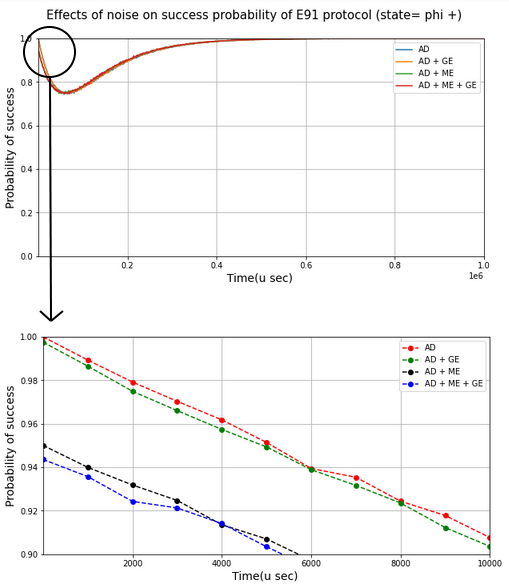 Effects of noise on success probability of E91 protocol (state= phi +)
1.0
0.8
0.6
0.4
0.2
0.0
Probability of success
AD
AD + GE
AD + ME
AD + ME + GE
0.2 0.4 0.6 0.8 1.0
1e6
Time(u sec)
1.00
0.98
0.96
0.94
0.92
0.90
Probability of success
AD
AD + GE
AD + ME
AD + ME + GE
2000 4000 6000 8000 10000
Time(u sec)